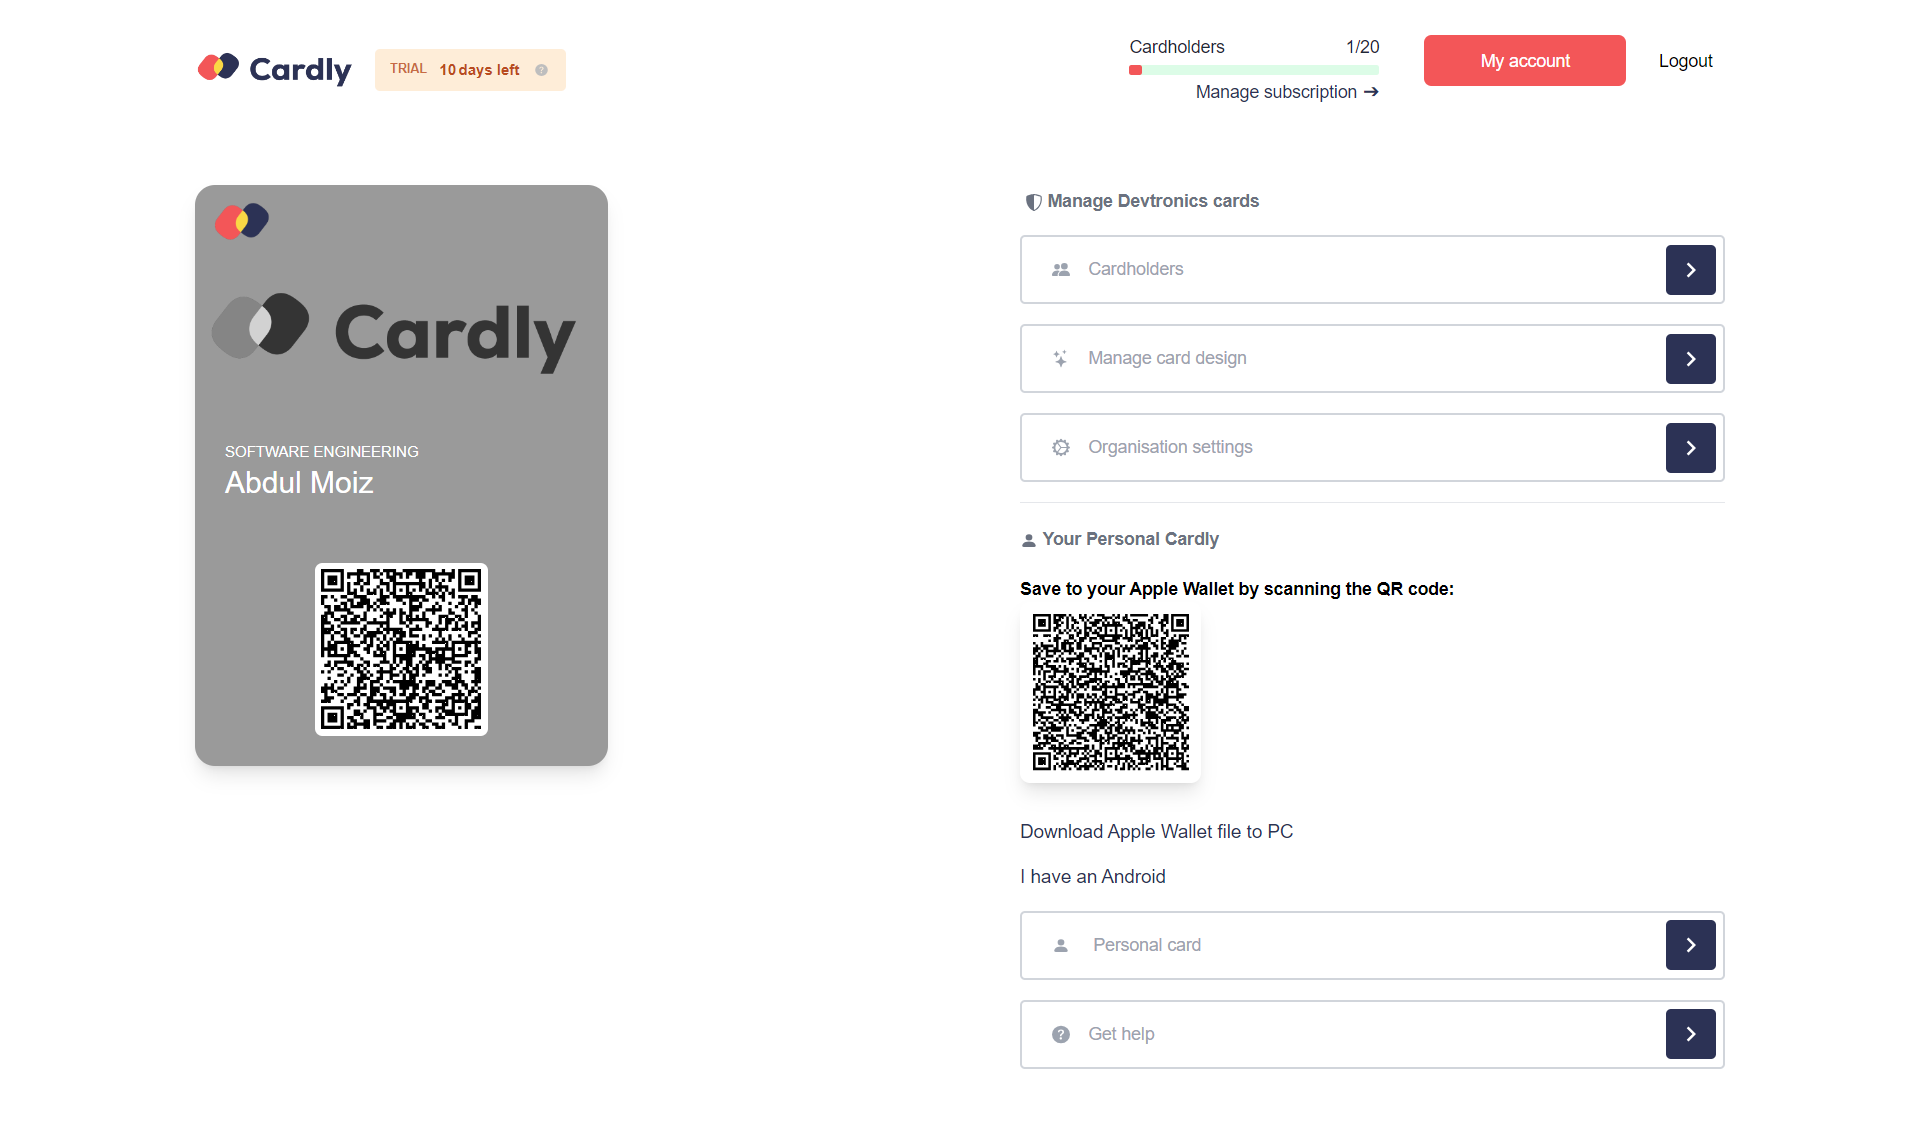 Cardly
TRIAL 10 days left
Cardholders 1/20
Manage subscription →
My account
Logout
Cardly
SOFTWARE ENGINEERING
Abdul Moiz
Manage Devtronics cards
Cardholders
Manage card design
Organisation settings
Your Personal Cardly
Save to your Apple Wallet by scanning the QR code:
Download Apple Wallet file to PC
I have an Android
Personal card
Get help